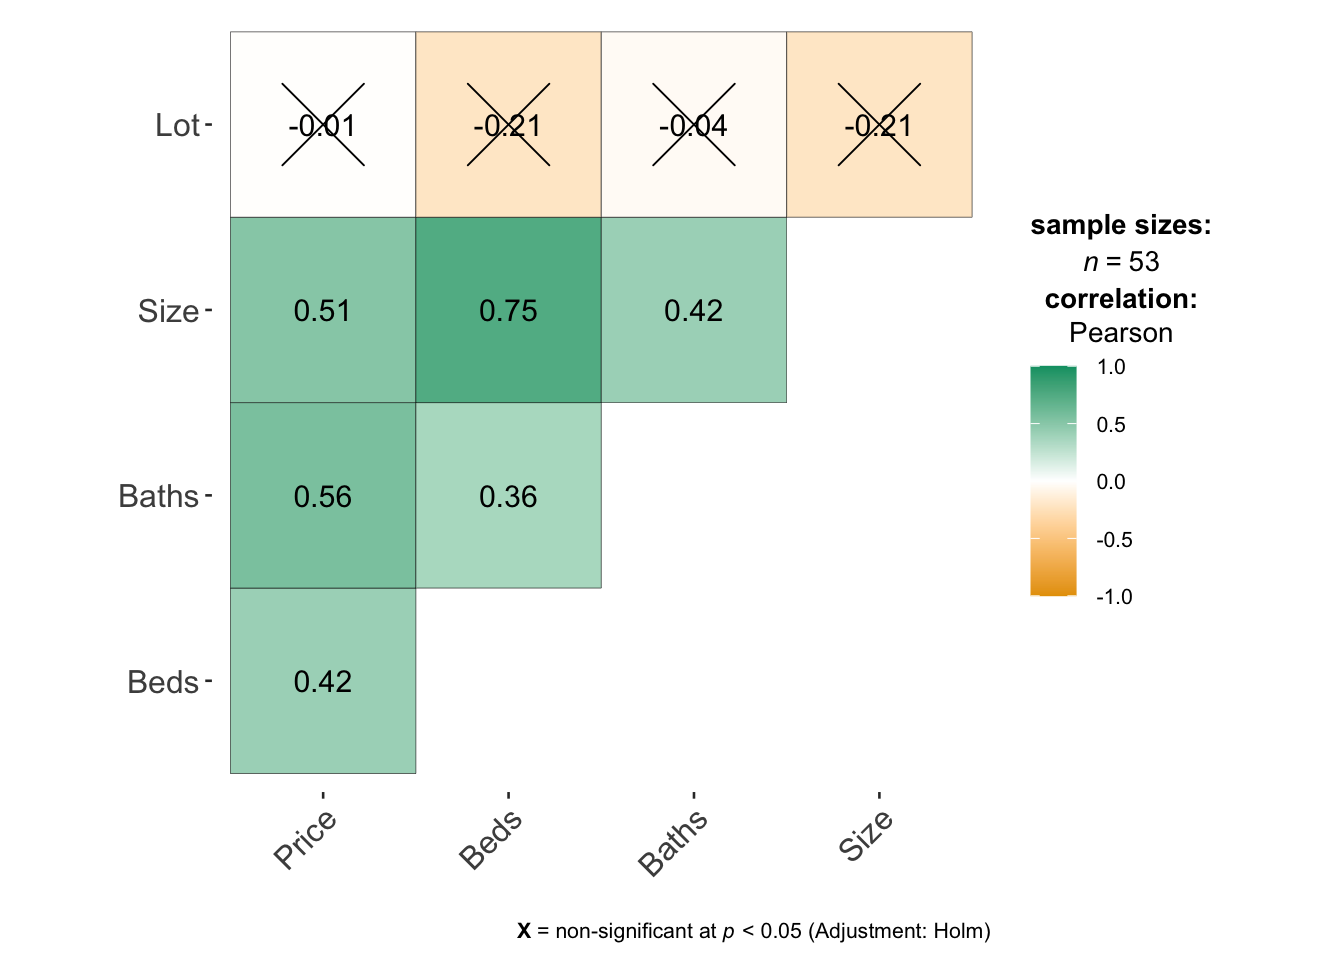 Lot
-0.01
-0.21
-0.04
-0.21
Size
0.51
0.75
0.42
Baths
0.56
0.36
Beds
0.42
Price
Beds
Baths
Size
sample sizes:
n = 53
correlation:
Pearson
1.0
0.5
0.0
-0.5
-1.0
X = non-significant at p < 0.05 (Adjustment: Holm)